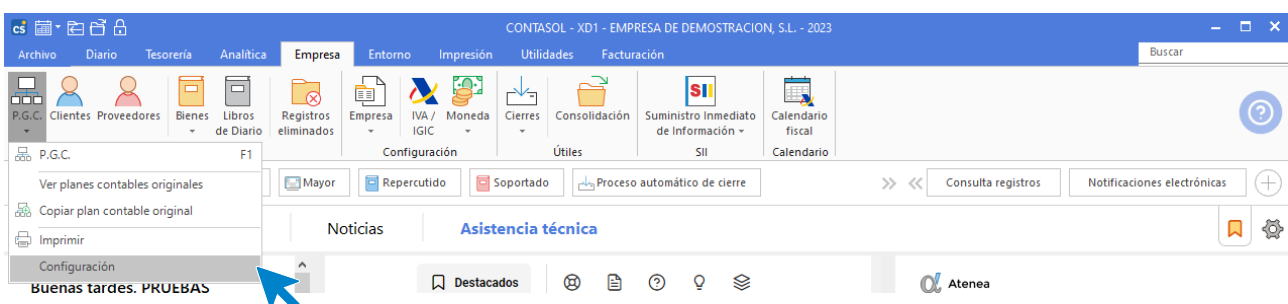 cs CONTASOL - XD1 - EMPRESA DE DEMOSTRACION, S.L. - 2023
Archivo Diario Tesorería Analítica Empresa Entorno Impresión Utilidades Facturación Buscar
P.G.C. Clientes Proveedores Bienes Libros de Diario Registros eliminados Empresa IVA / IGIC Moneda Cierres Consolidación SII Suministro Inmediato de Información Calendario fiscal
Configuración Útiles SII Calendario
P.G.C. F1
Ver planes contables originales
Copiar plan contable original
Imprimir
Configuración
Mayor Repercutido Soportado Proceso automático de cierre Consulta registros Notificaciones electrónicas
Noticias Asistencia técnica
Buenas tardes. PRUEBAS
Destacados
Atenea